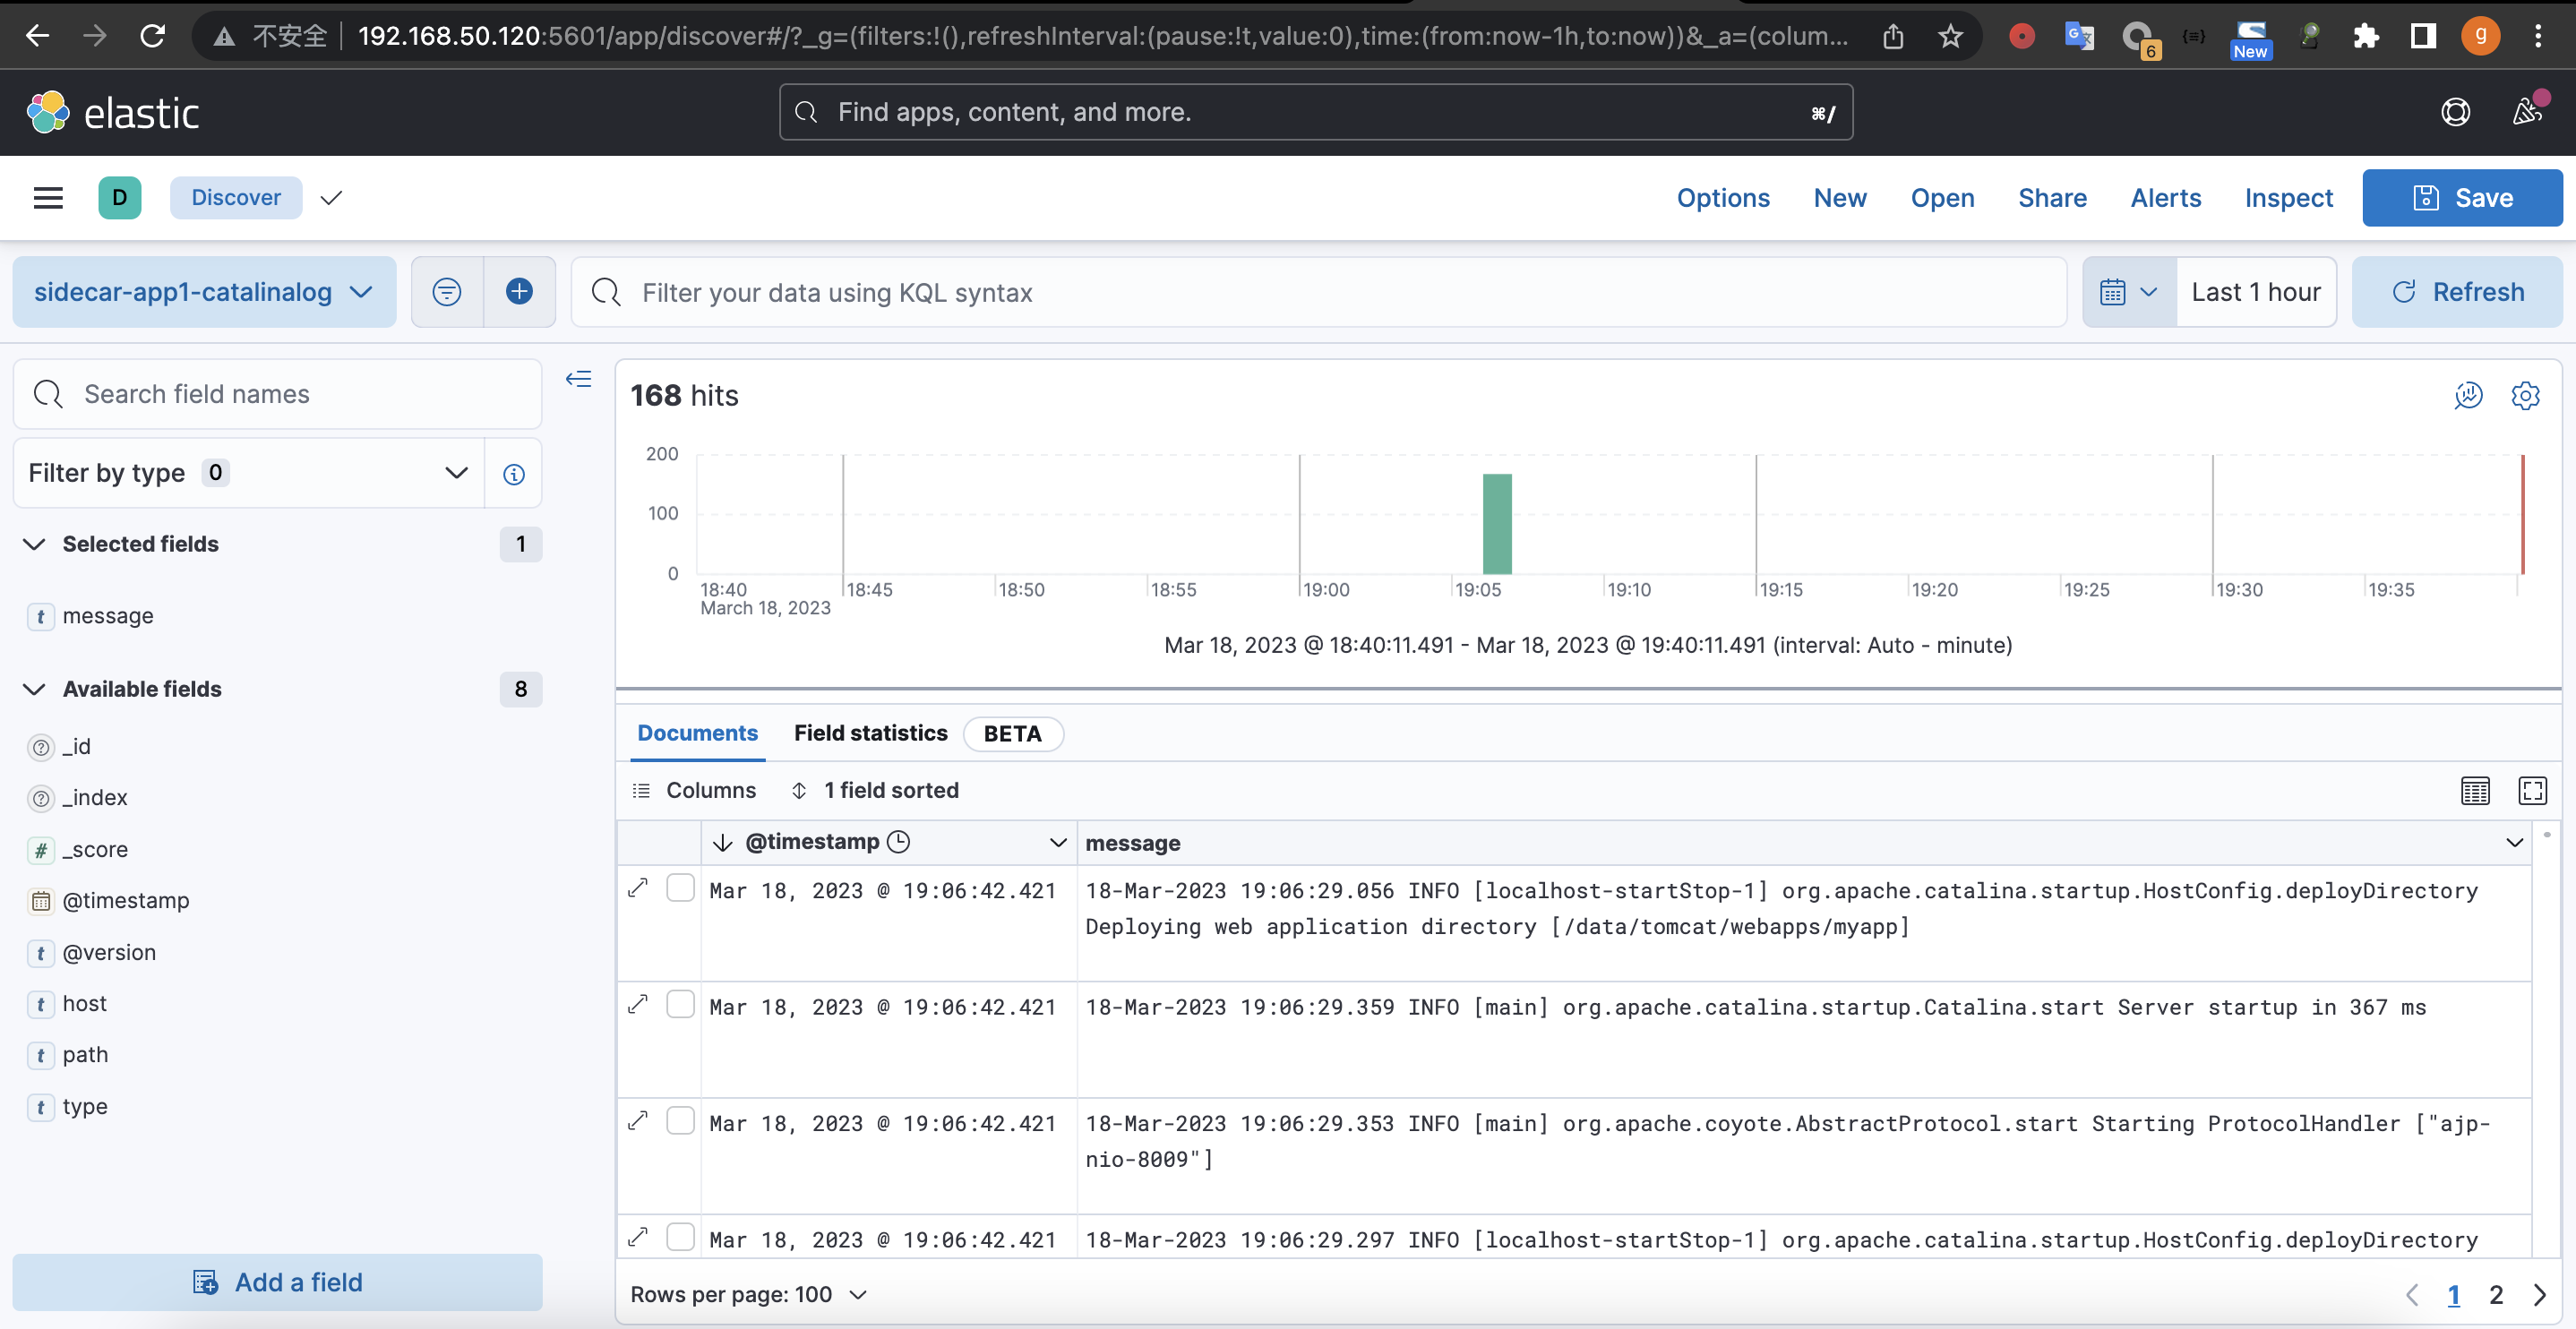 不安全 192.168.50.120:5601/app/discover#/?_g=(filters:!(),refreshInterval:(pause:!t,value:0),time:(from:now-1h,to:now))&_a=(colum...
6
New
g
elastic
Find apps, content, and more.
⌘/
D
Discover
Options New Open Share Alerts Inspect Save
sidecar-app1-catalinalog
Filter your data using KQL syntax
Last 1 hour
Refresh
Search field names
Filter by type 0
Selected fields 1
t message
Available fields 8
_id
_index
# _score
@timestamp
t @version
t host
t path
t type
Add a field
168 hits
200
100
0
18:40 18:45 18:50 18:55 19:00 19:05 19:10 19:15 19:20 19:25 19:30 19:35
March 18, 2023
Mar 18, 2023 @ 18:40:11.491 - Mar 18, 2023 @ 19:40:11.491 (interval: Auto - minute)
Documents Field statistics BETA
Columns 1 field sorted
@timestamp message
Mar 18, 2023 @ 19:06:42.421 18-Mar-2023 19:06:29.056 INFO [localhost-startStop-1] org.apache.catalina.startup.HostConfig.deployDirectory
Deploying web application directory [/data/tomcat/webapps/myapp]
Mar 18, 2023 @ 19:06:42.421 18-Mar-2023 19:06:29.359 INFO [main] org.apache.catalina.startup.Catalina.start Server startup in 367 ms
Mar 18, 2023 @ 19:06:42.421 18-Mar-2023 19:06:29.353 INFO [main] org.apache.coyote.AbstractProtocol.start Starting ProtocolHandler ["ajp-
nio-8009"]
Mar 18, 2023 @ 19:06:42.421 18-Mar-2023 19:06:29.297 INFO [localhost-startStop-1] org.apache.catalina.startup.HostConfig.deployDirectory
Rows per page: 100
1 2